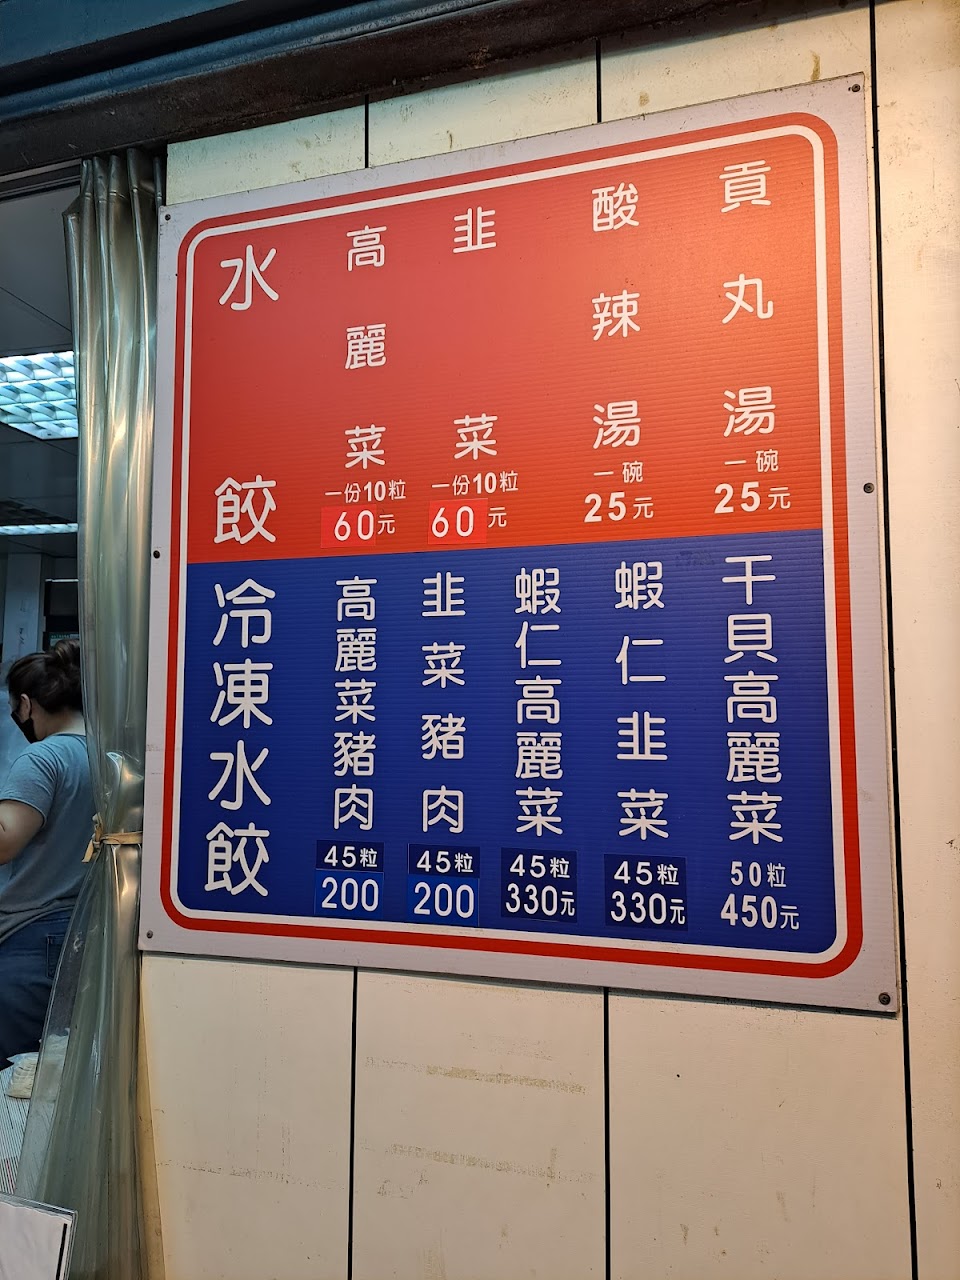 水餃
高麗菜
一份10粒
60元
韭菜
一份10粒
60元
酸辣湯
一碗
25元
貢丸湯
一碗
25元
冷凍水餃
高麗菜豬肉
45粒
200
韭菜豬肉
45粒
200
蝦仁高麗菜
45粒
330元
蝦仁韭菜
45粒
330元
干貝高麗菜
50粒
450元